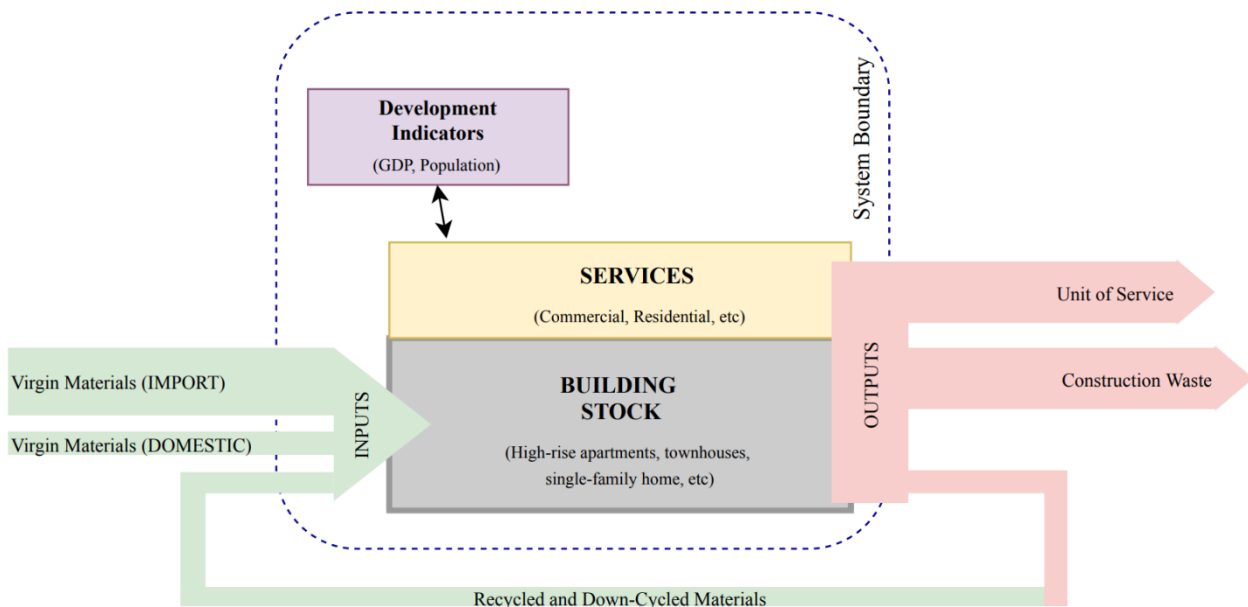 Development
Indicators
(GDP, Population)
System Boundary
SERVICES
(Commercial, Residential, etc)
Unit of Service
Virgin Materials (IMPORT)
INPUTS
BUILDING
STOCK
OUTPUTS
Construction Waste
Virgin Materials (DOMESTIC)
(High-rise apartments, townhouses,
single-family home, etc)
Recycled and Down-Cycled Materials